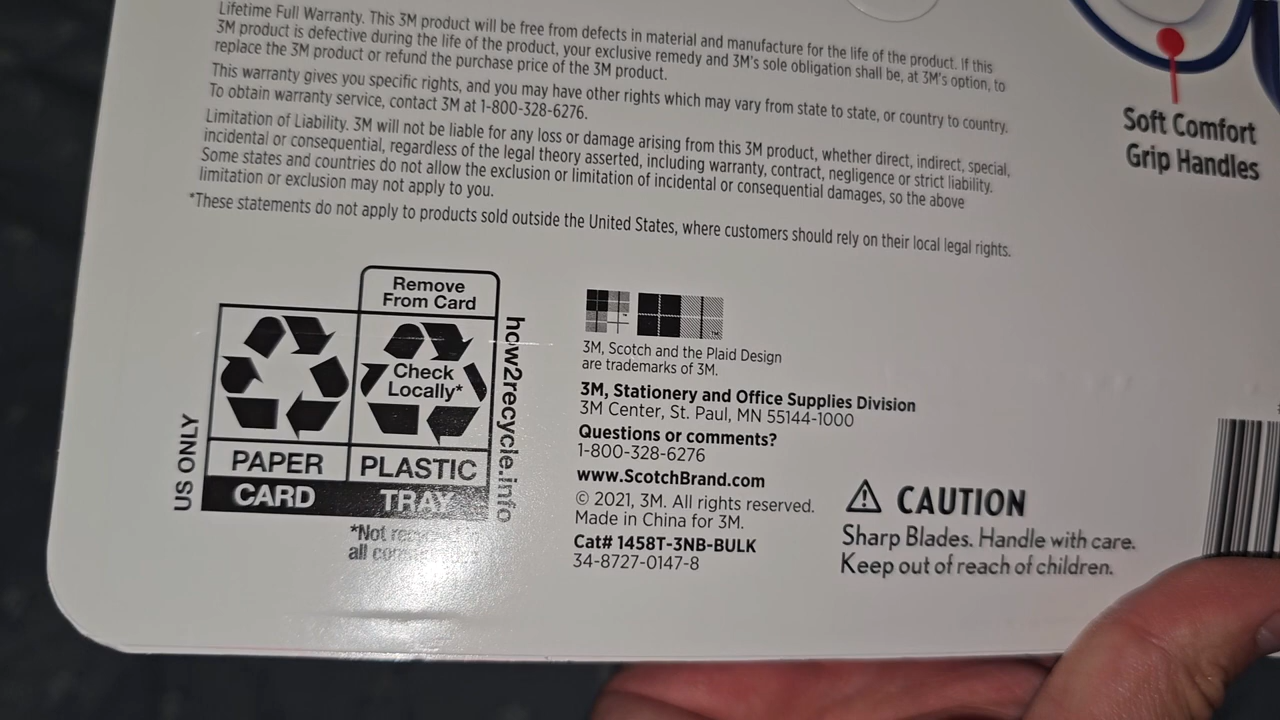 Lifetime Full Warranty. This 3M product will be free from defects in material and manufacture for the life of the product. If this
3M product is defective during the life of the product, your exclusive remedy and 3M's sole obligation shall be, at 3M's option, to
replace the 3M product or refund the purchase price of the 3M product.
This warranty gives you specific rights, and you may have other rights which may vary from state to state, or country to country.
To obtain warranty service, contact 3M at 1-800-328-6276.
Limitation of Liability. 3M will not be liable for any loss or damage arising from this 3M product, whether direct, indirect, special,
incidental or consequential, regardless of the legal theory asserted, including warranty, contract, negligence or strict liability.
Some states and countries do not allow the exclusion or limitation of incidental or consequential damages, so the above
limitation or exclusion may not apply to you.
*These statements do not apply to products sold outside the United States, where customers should rely on their local legal rights.
Soft Comfort
Grip Handles
US ONLY
Remove
From Card
Check
Locally*
PAPER
PLASTIC
CARD
TRAY
how2recycle.info
*Not
all
3M, Scotch and the Plaid Design
are trademarks of 3M.
3M, Stationery and Office Supplies Division
3M Center, St. Paul, MN 55144-1000
Questions or comments?
1-800-328-6276
www.ScotchBrand.com
© 2021, 3M. All rights reserved.
Made in China for 3M.
Cat# 1458T-3NB-BULK
34-8727-0147-8
CAUTION
Sharp Blades. Handle with care.
Keep out of reach of children.